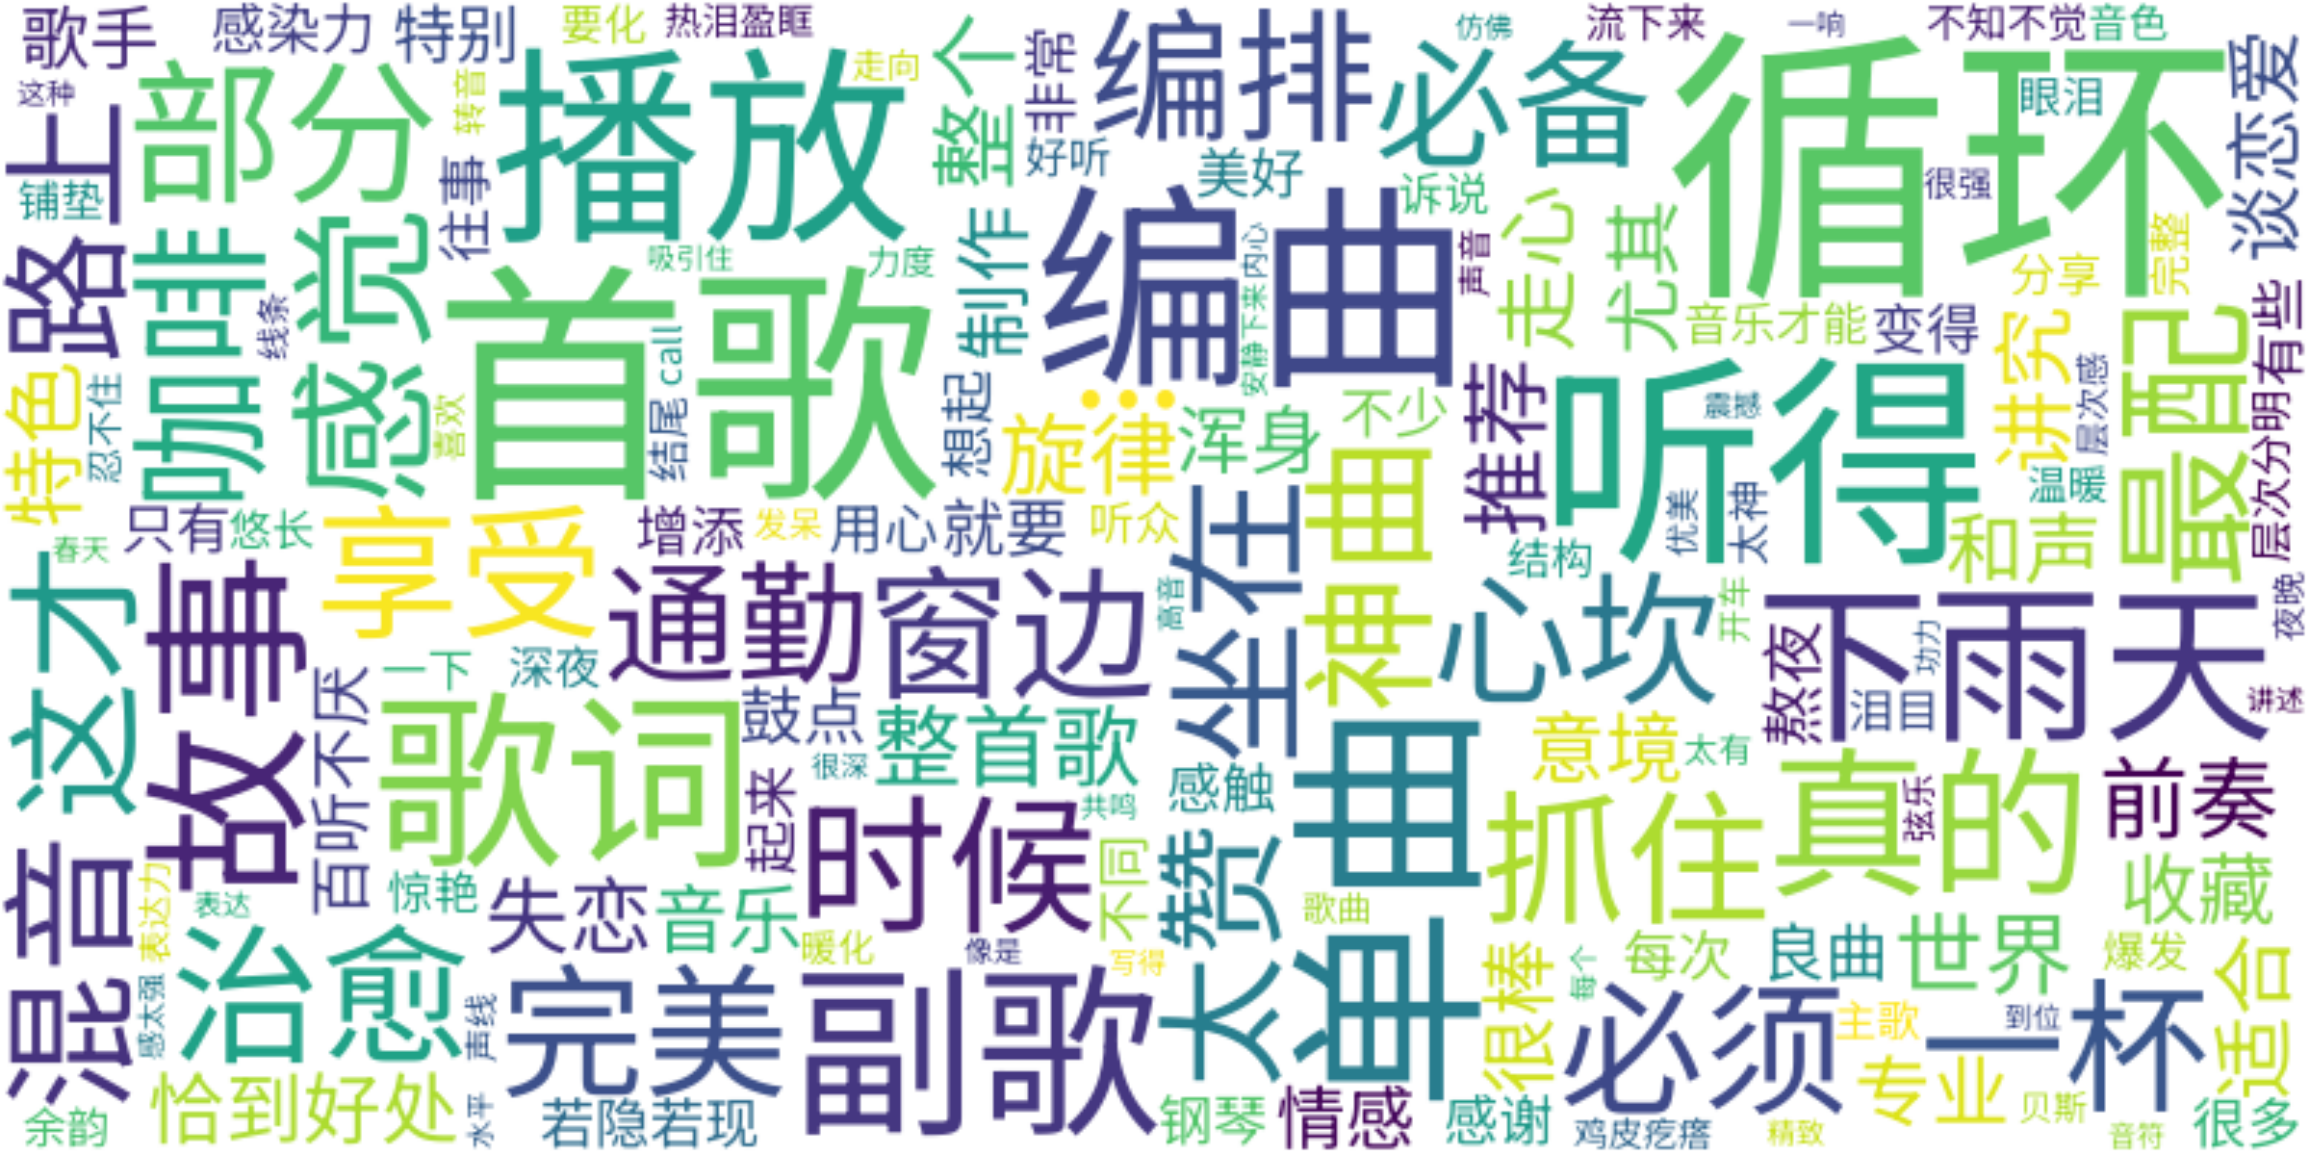 歌手
感染力
特别
要化
热泪盈眶
仿佛
流下来
一响
不知不觉
音色
这种
部分
转音
播放
走向
整个
非常
编排
必备
循环
眼泪
谈恋爱
路上
铺垫
往事
好听
美好
诉说
很强
咖啡
感觉
吸引住
力度
制作
编曲
内心
声音
走心
尤其
分享
完整
线条
首歌
call
安静下来
音乐才能
变得
讲究
最配
有些
特色
忍不住
喜欢
结尾
想起
旋律
浑身
不少
推荐
听得
震撼
层次感
温暖
层次分明
只有
悠长
享受
增添
发呆
用心
就要
听众
坐在
神曲
结构
优美
太神
和声
春天
这才
故事
通勤
窗边
高音
心坎
开车
熬夜
下雨天
功力
夜晚
一下
深夜
百听不厌
歌词
鼓点
整首歌
泪目
讲述
很深
感触
单曲
意境
太有
真的
弦乐
前奏
混音
起来
时候
共鸣
抓住
表达力
表达
惊艳
失恋
音乐
不同
太赞
歌曲
收藏
治愈
暖化
像是
写得
很棒
每个
每次
良曲
世界
爆发
适合
感太强
声线
完美
副歌
必须
主歌
到位
一杯
余韵
恰到好处
水平
若隐若现
钢琴
情感
感谢
鸡皮疙瘩
精致
专业
贝斯
音符
很多